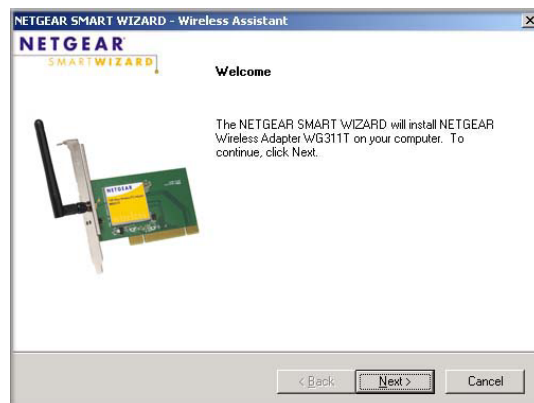 NETGEAR SMART WIZARD - Wireless Assistant
NETGEAR
SMARTWIZARD
Welcome
The NETGEAR SMART WIZARD will install NETGEAR
Wireless Adapter WG311T on your computer. To
continue, click Next.
NETGEAR
< Back
Next >
Cancel